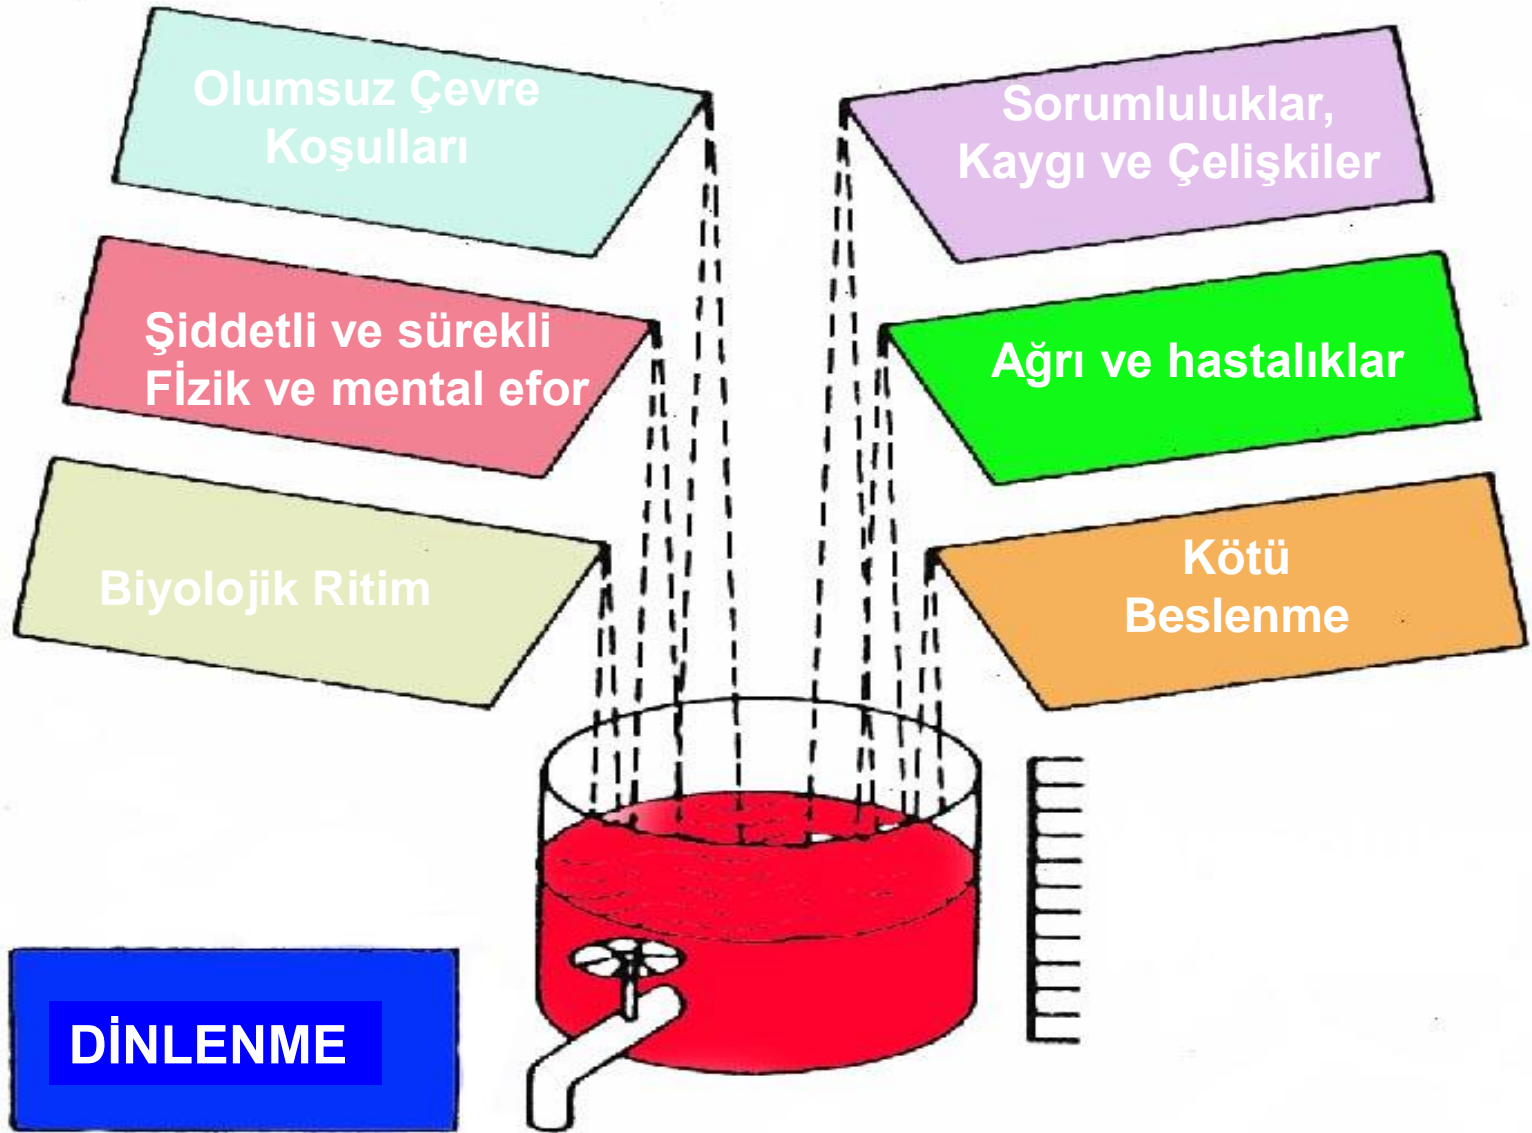 Olumsuz Çevre
Koşulları
Sorumluluklar,
Kaygı ve Çelişkiler
Şiddetli ve sürekli
Fİzik ve mental efor
Ağrı ve hastalıklar
Biyolojik Ritim
Kötü
Beslenme
DİNLENME